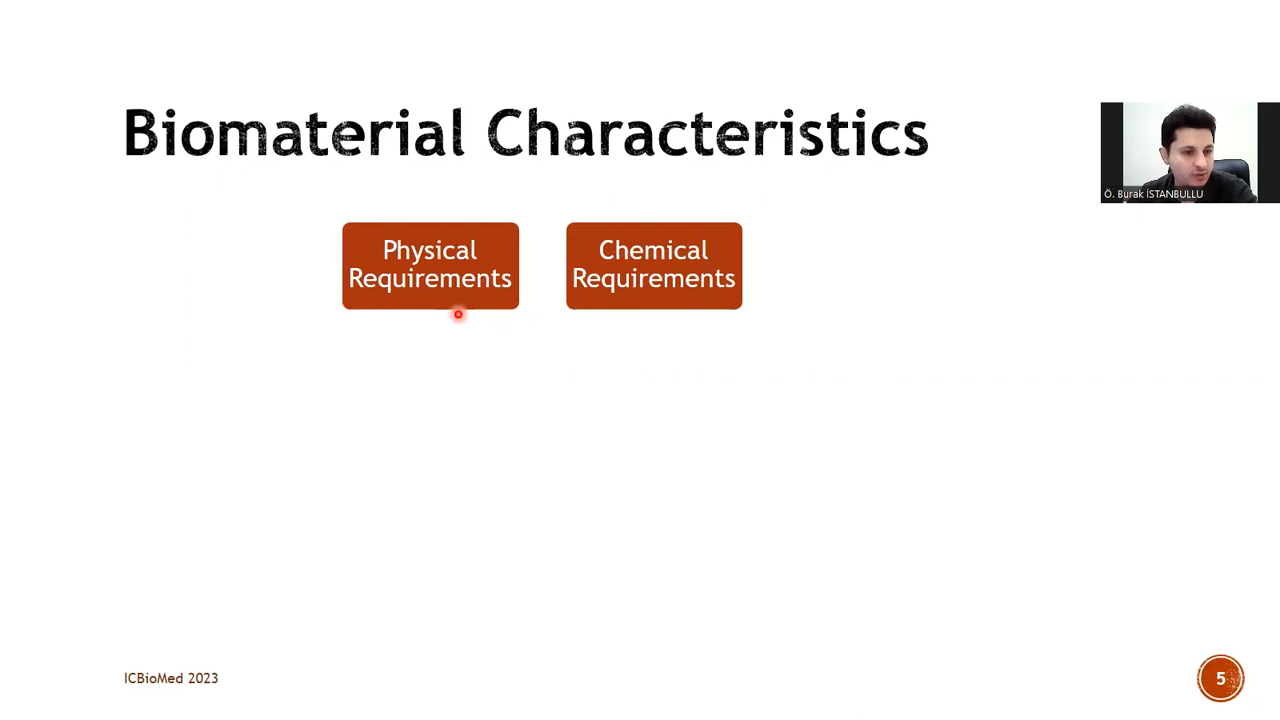 Biomaterial Characteristics
Ö. Burak İSTANBULLU
Physical
Requirements
Chemical
Requirements
ICBioMed 2023
5